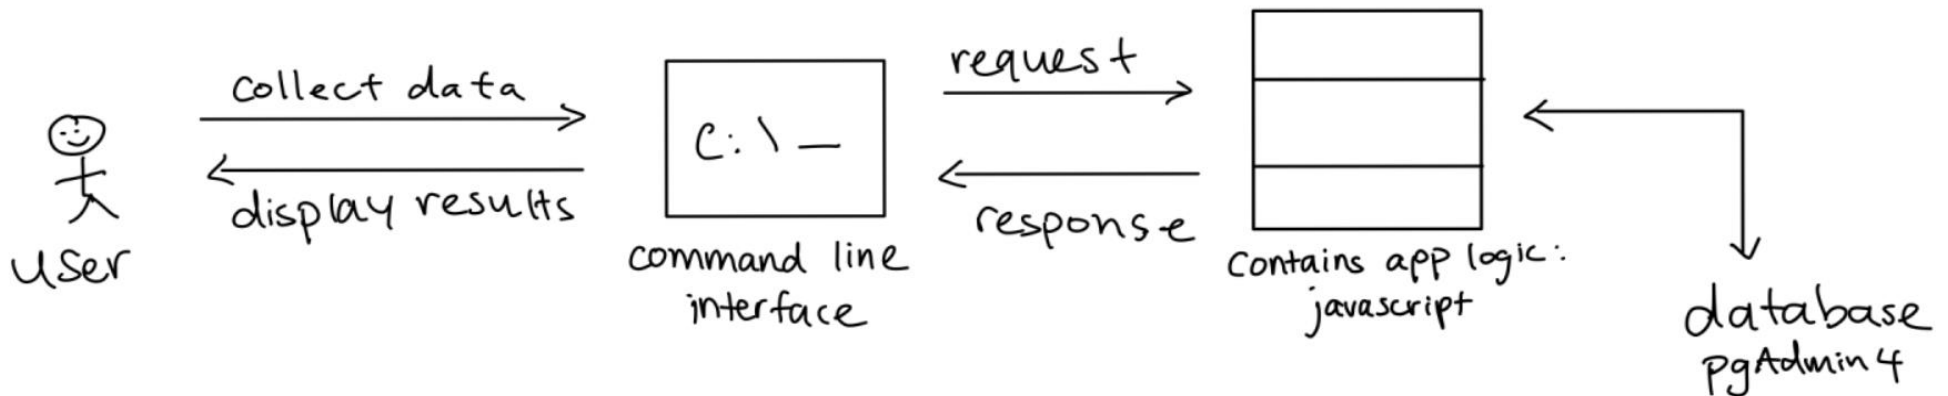 collect data
display results
user
C:\_
command line
interface
request
response
contains app logic:
javascript
database
pgAdmin 4